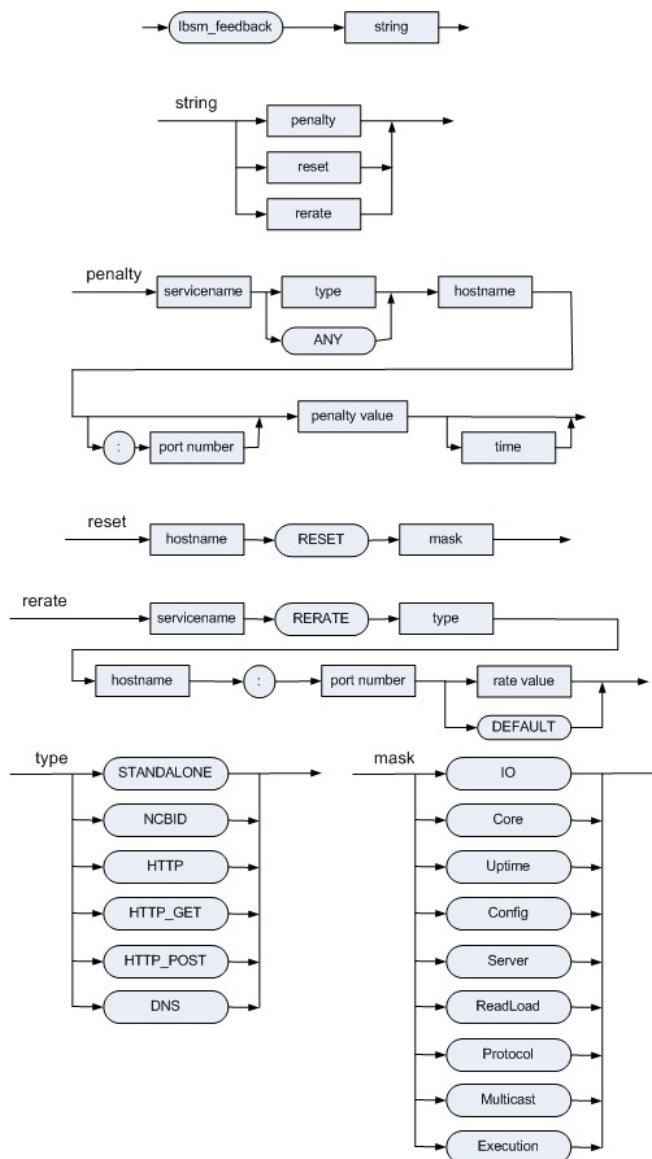 lbsm_feedback string
string
penalty
reset
rerate
penalty
servicename type hostname
ANY
: port number penalty value
time
reset
hostname RESET mask
rerate
servicename RERATE type
hostname : port number rate value
DEFAULT
type
STANDALONE
NCBID
HTTP
HTTP_GET
HTTP_POST
DNS
mask
IO
Core
Uptime
Config
Server
ReadLoad
Protocol
Multicast
Execution